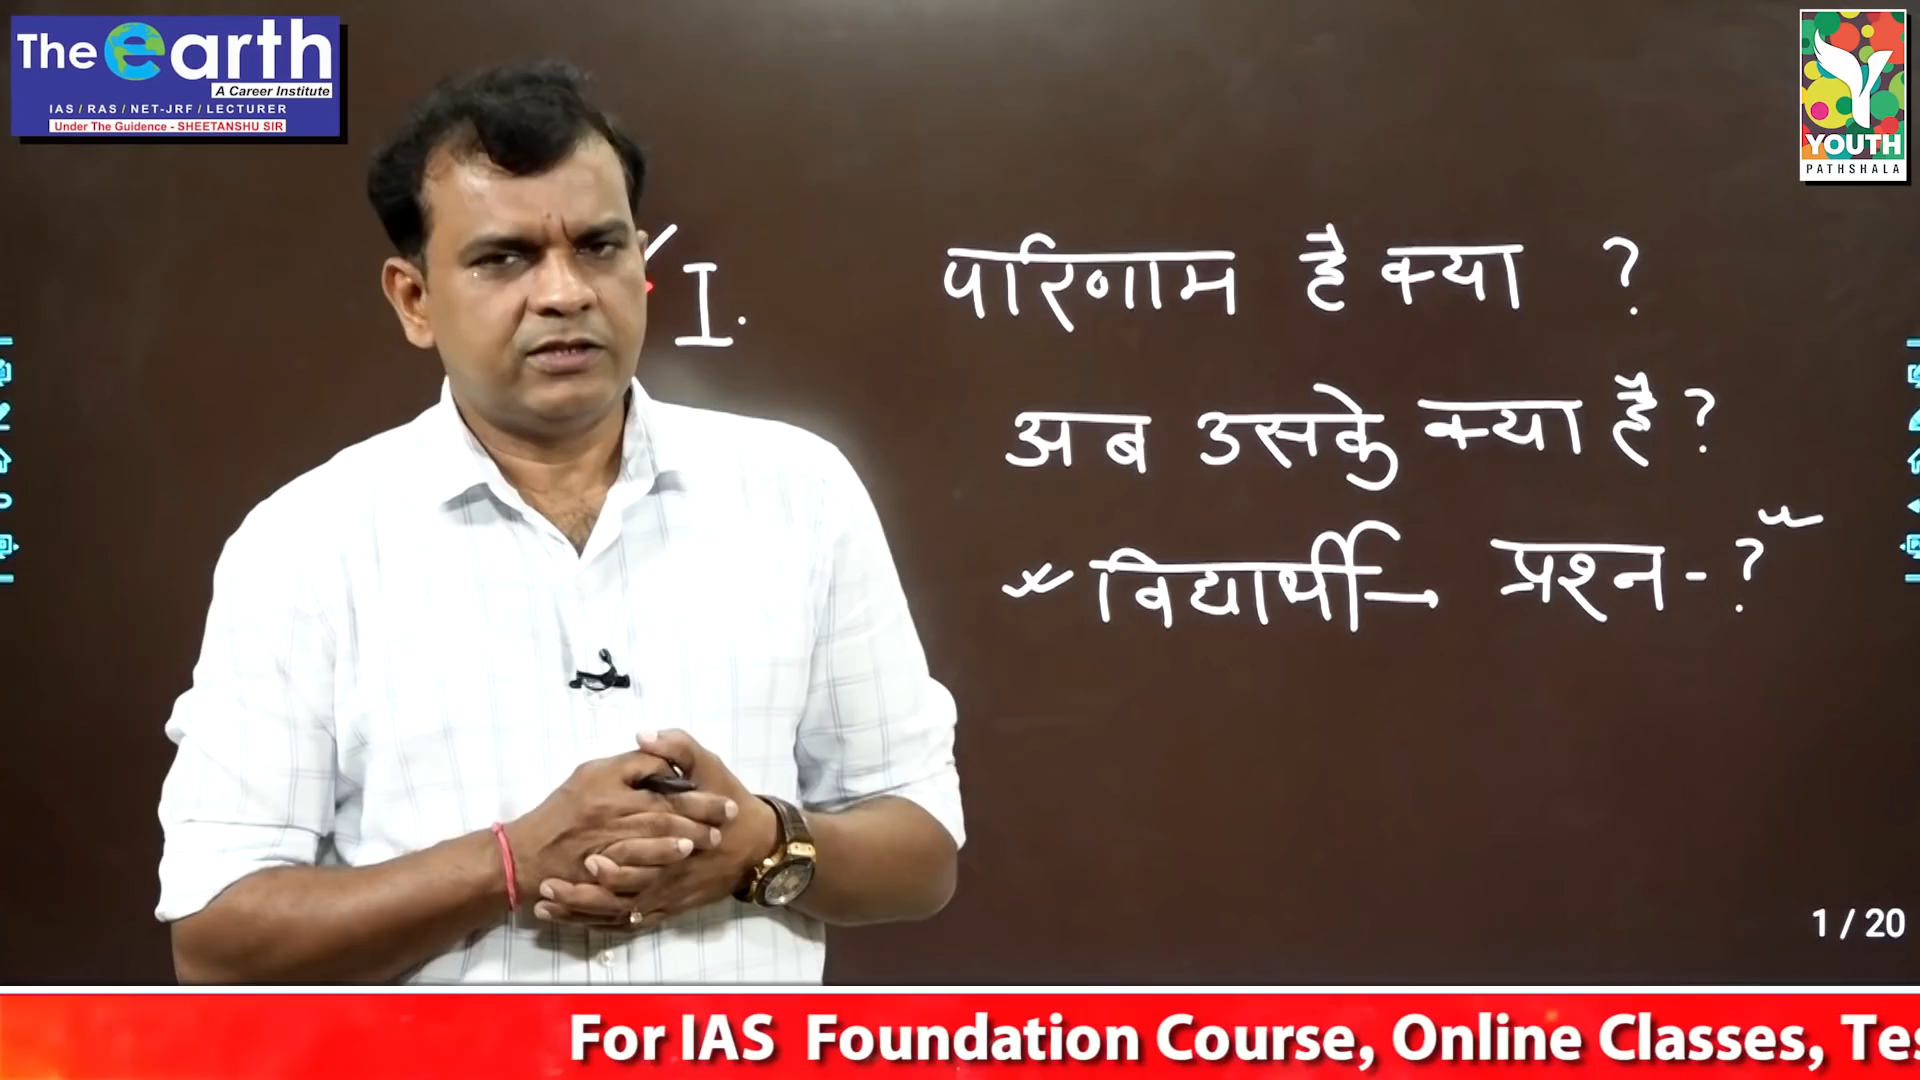 The earth
A Career Institute
IAS / RAS / NET-JRF / LECTURER
Under The Guidence - SHEETANSHU SIR
YOUTH
PATHSHALA
I.
परिणाम है क्या ?
अब उसके क्या है ?
विद्यार्थी → प्रश्न - ?
1 / 20
For IAS Foundation Course, Online Classes, Tes